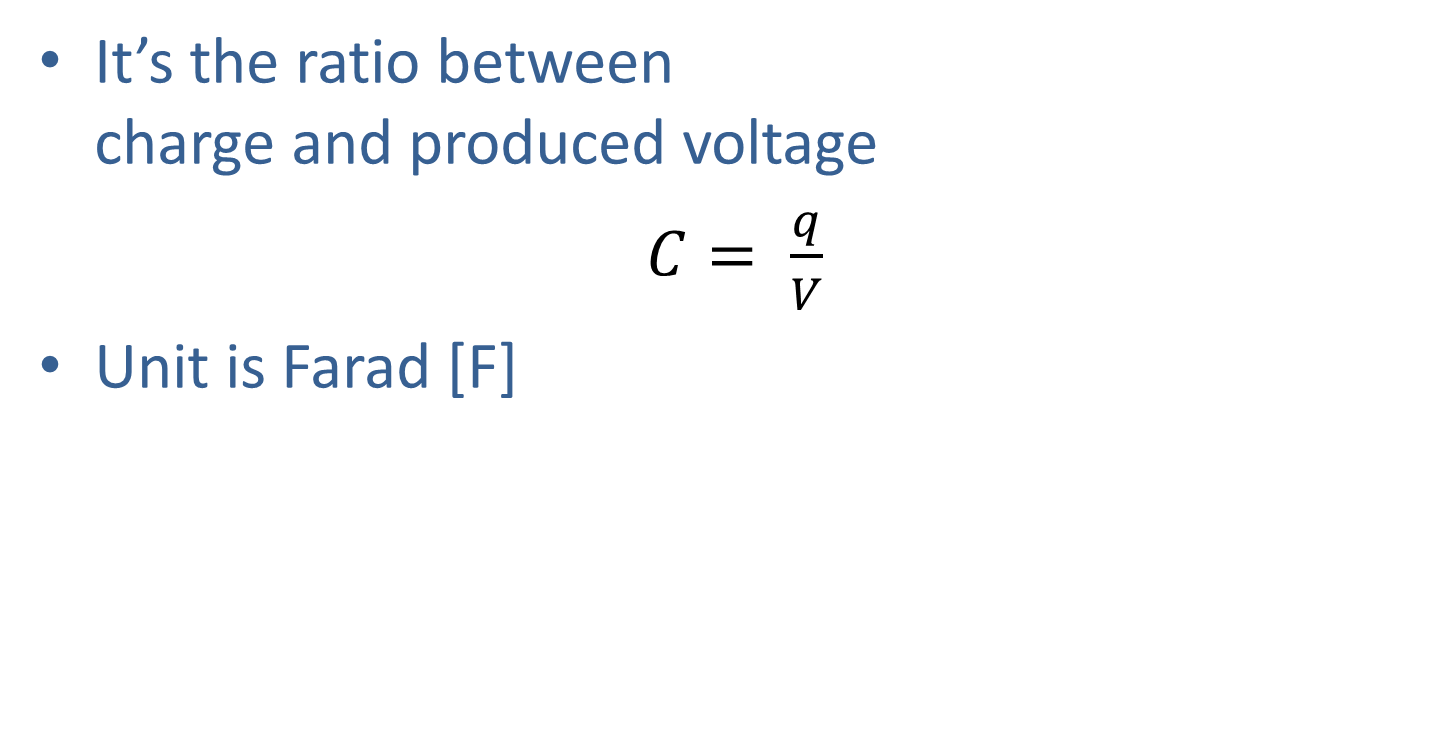 • It’s the ratio between
charge and produced voltage
C = q/V
• Unit is Farad [F]